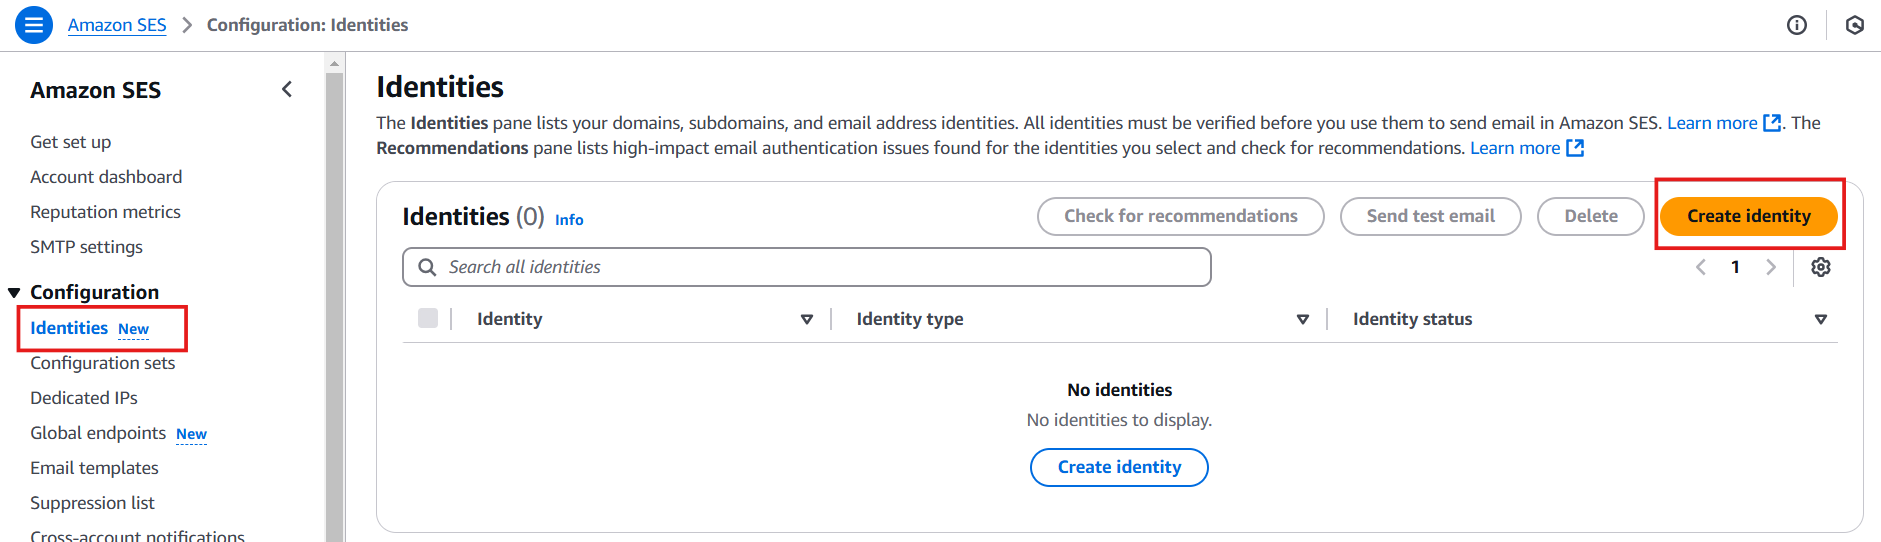 Amazon SES > Configuration: Identities
Amazon SES
Get set up
Account dashboard
Reputation metrics
SMTP settings
Configuration
Identities New
Configuration sets
Dedicated IPs
Global endpoints New
Email templates
Suppression list
Cross-account notifications
Identities
The Identities pane lists your domains, subdomains, and email address identities. All identities must be verified before you use them to send email in Amazon SES. Learn more. The
Recommendations pane lists high-impact email authentication issues found for the identities you select and check for recommendations. Learn more
Identities (0) Info Check for recommendations Send test email Delete Create identity
Search all identities 1
Identity Identity type Identity status
No identities
No identities to display.
Create identity